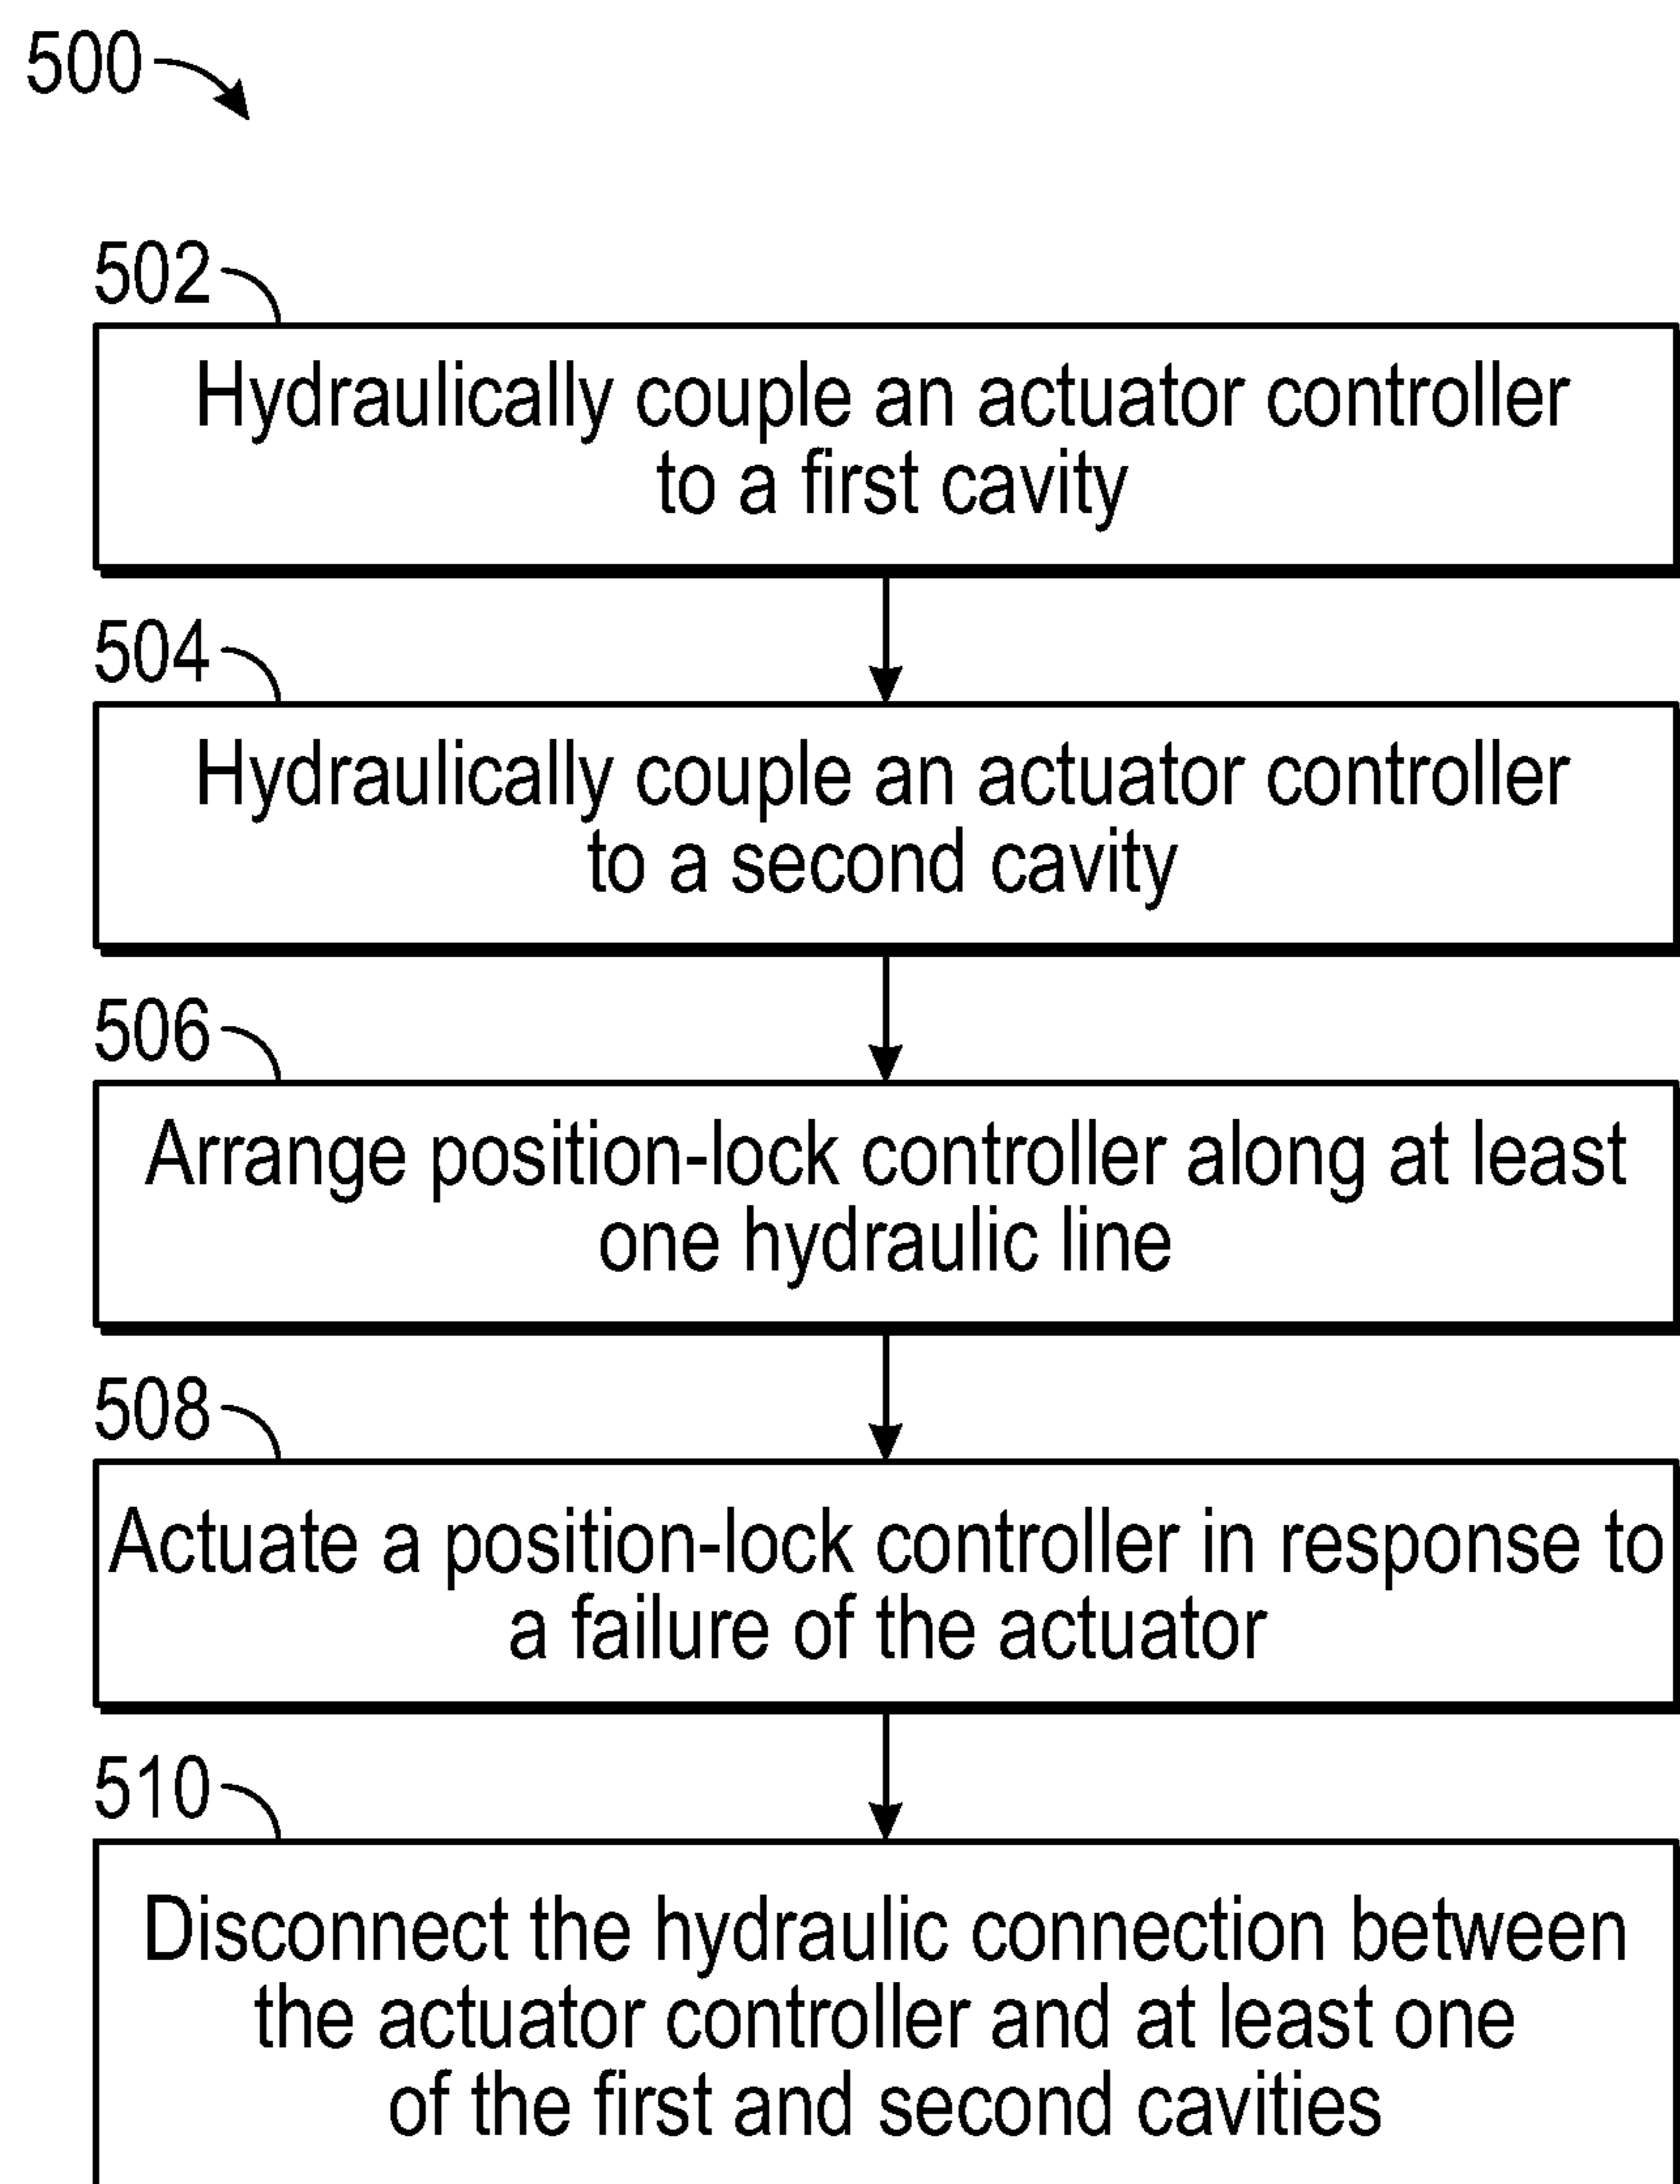 500
502
Hydraulically couple an actuator controller
to a first cavity
504
Hydraulically couple an actuator controller
to a second cavity
506
Arrange position-lock controller along at least
one hydraulic line
508
Actuate a position-lock controller in response to
a failure of the actuator
510
Disconnect the hydraulic connection between
the actuator controller and at least one
of the first and second cavities